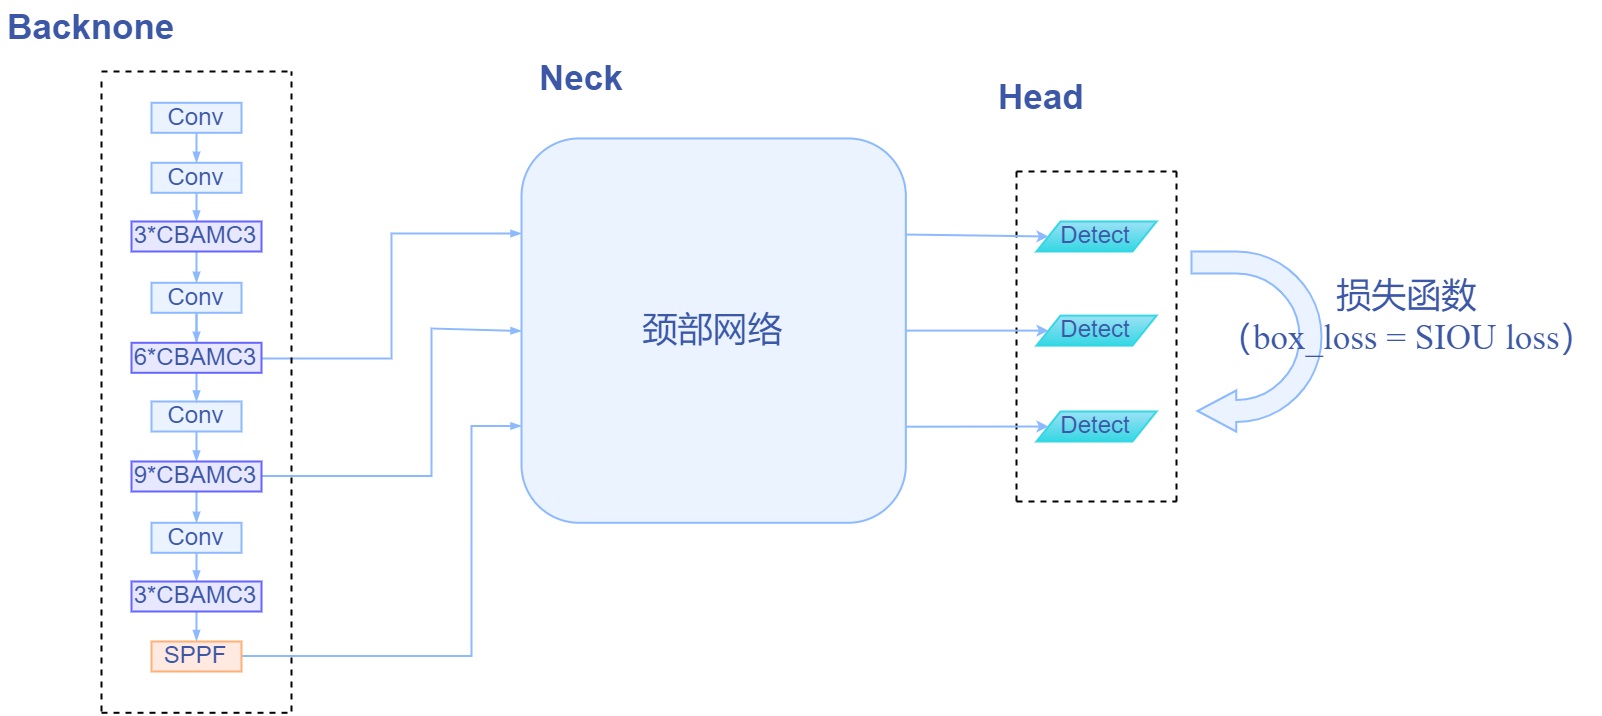 Backnone
Conv
Conv
3*CBAMC3
Conv
6*CBAMC3
Conv
9*CBAMC3
Conv
3*CBAMC3
SPPF
Neck
颈部网络
Head
Detect
Detect
Detect
损失函数
（box_loss = SIOU loss）